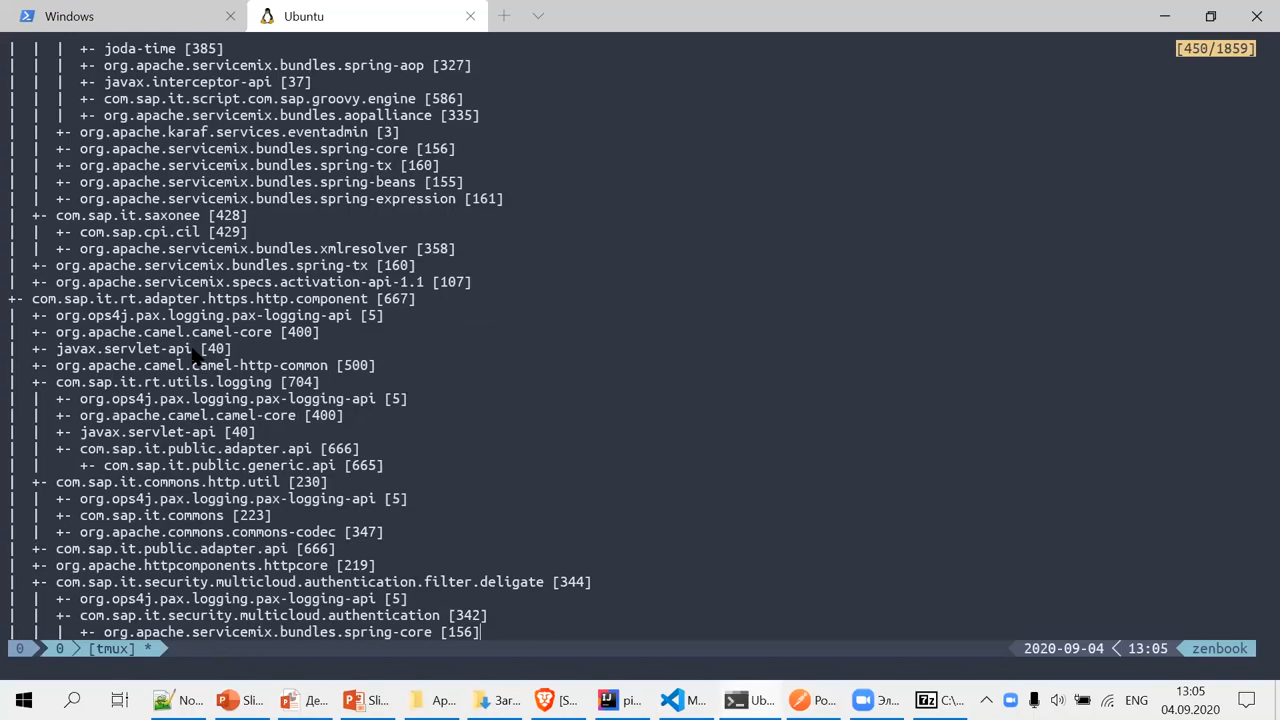 Windows
Ubuntu
| | | +- joda-time [385]
[450/1859]
| | | +- org.apache.servicemix.bundles.spring-aop [327]
| | | +- javax.interceptor-api [37]
| | | +- com.sap.it.script.com.sap.groovy.engine [586]
| | | +- org.apache.servicemix.bundles.aopalliance [335]
| | +- org.apache.karaf.services.eventadmin [3]
| | +- org.apache.servicemix.bundles.spring-core [156]
| | +- org.apache.servicemix.bundles.spring-tx [160]
| | +- org.apache.servicemix.bundles.spring-beans [155]
| | +- org.apache.servicemix.bundles.spring-expression [161]
| +- com.sap.it.saxonee [428]
| | +- com.sap.cpi.cil [429]
| | +- org.apache.servicemix.bundles.xmlresolver [358]
| +- org.apache.servicemix.bundles.spring-tx [160]
| +- org.apache.servicemix.specs.activation-api-1.1 [107]
+- com.sap.it.rt.adapter.https.http.component [667]
| +- org.ops4j.pax.logging.pax-logging-api [5]
| +- org.apache.camel.camel-core [400]
| +- javax.servlet-api [40]
| +- org.apache.camel.camel-http-common [500]
| +- com.sap.it.rt.utils.logging [704]
| | +- org.ops4j.pax.logging.pax-logging-api [5]
| | +- org.apache.camel.camel-core [400]
| | +- javax.servlet-api [40]
| | +- com.sap.it.public.adapter.api [666]
| |    +- com.sap.it.public.generic.api [665]
| +- com.sap.it.commons.http.util [230]
| | +- org.ops4j.pax.logging.pax-logging-api [5]
| | +- com.sap.it.commons [223]
| | +- org.apache.commons.commons-codec [347]
| +- com.sap.it.public.adapter.api [666]
| +- org.apache.httpcomponents.httpcore [219]
| +- com.sap.it.security.multicloud.authentication.filter.deligate [344]
| | +- org.ops4j.pax.logging.pax-logging-api [5]
| | +- com.sap.it.security.multicloud.authentication [342]
| | | +- org.apache.servicemix.bundles.spring-core [156]
0 0 [tmux] * 2020-09-04 13:05 zenbook
No... Sli... Де... Sli... Ap... Заг... [S... pi... M... Ub... Po... Эл... C:\... ENG 13:05
04.09.2020